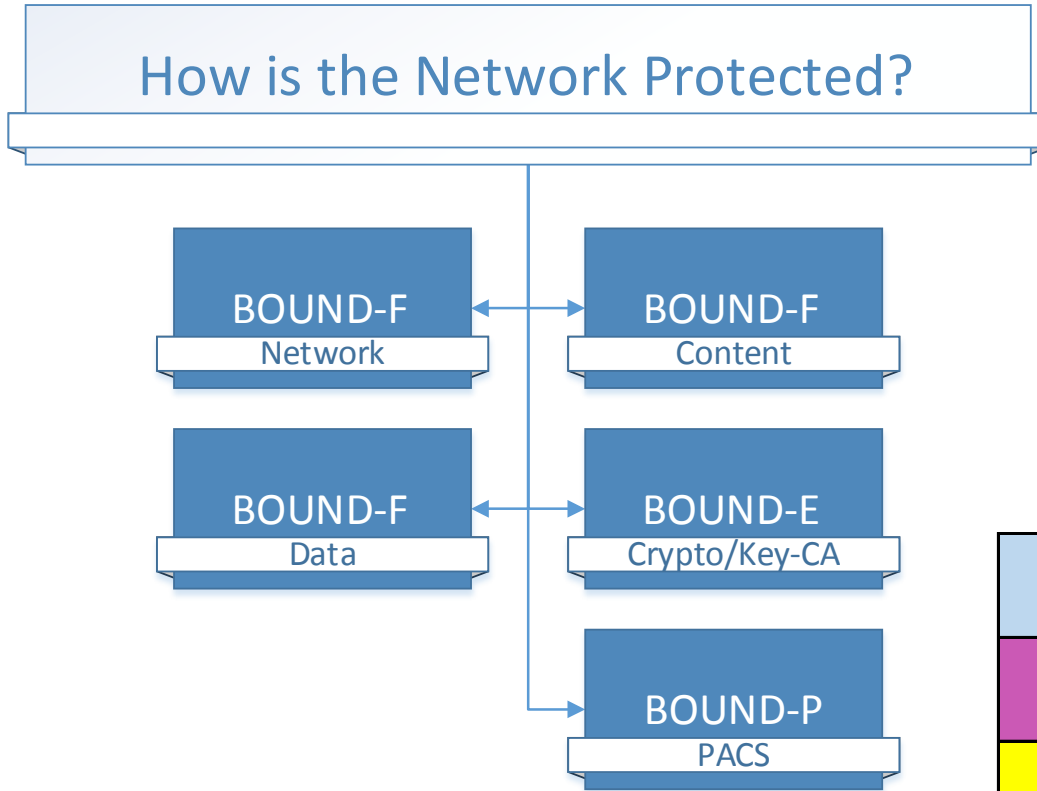 How is the Network Protected?
BOUND-F
Network
BOUND-F
Content
BOUND-F
Data
BOUND-E
Crypto/Key-CA
BOUND-P
PACS